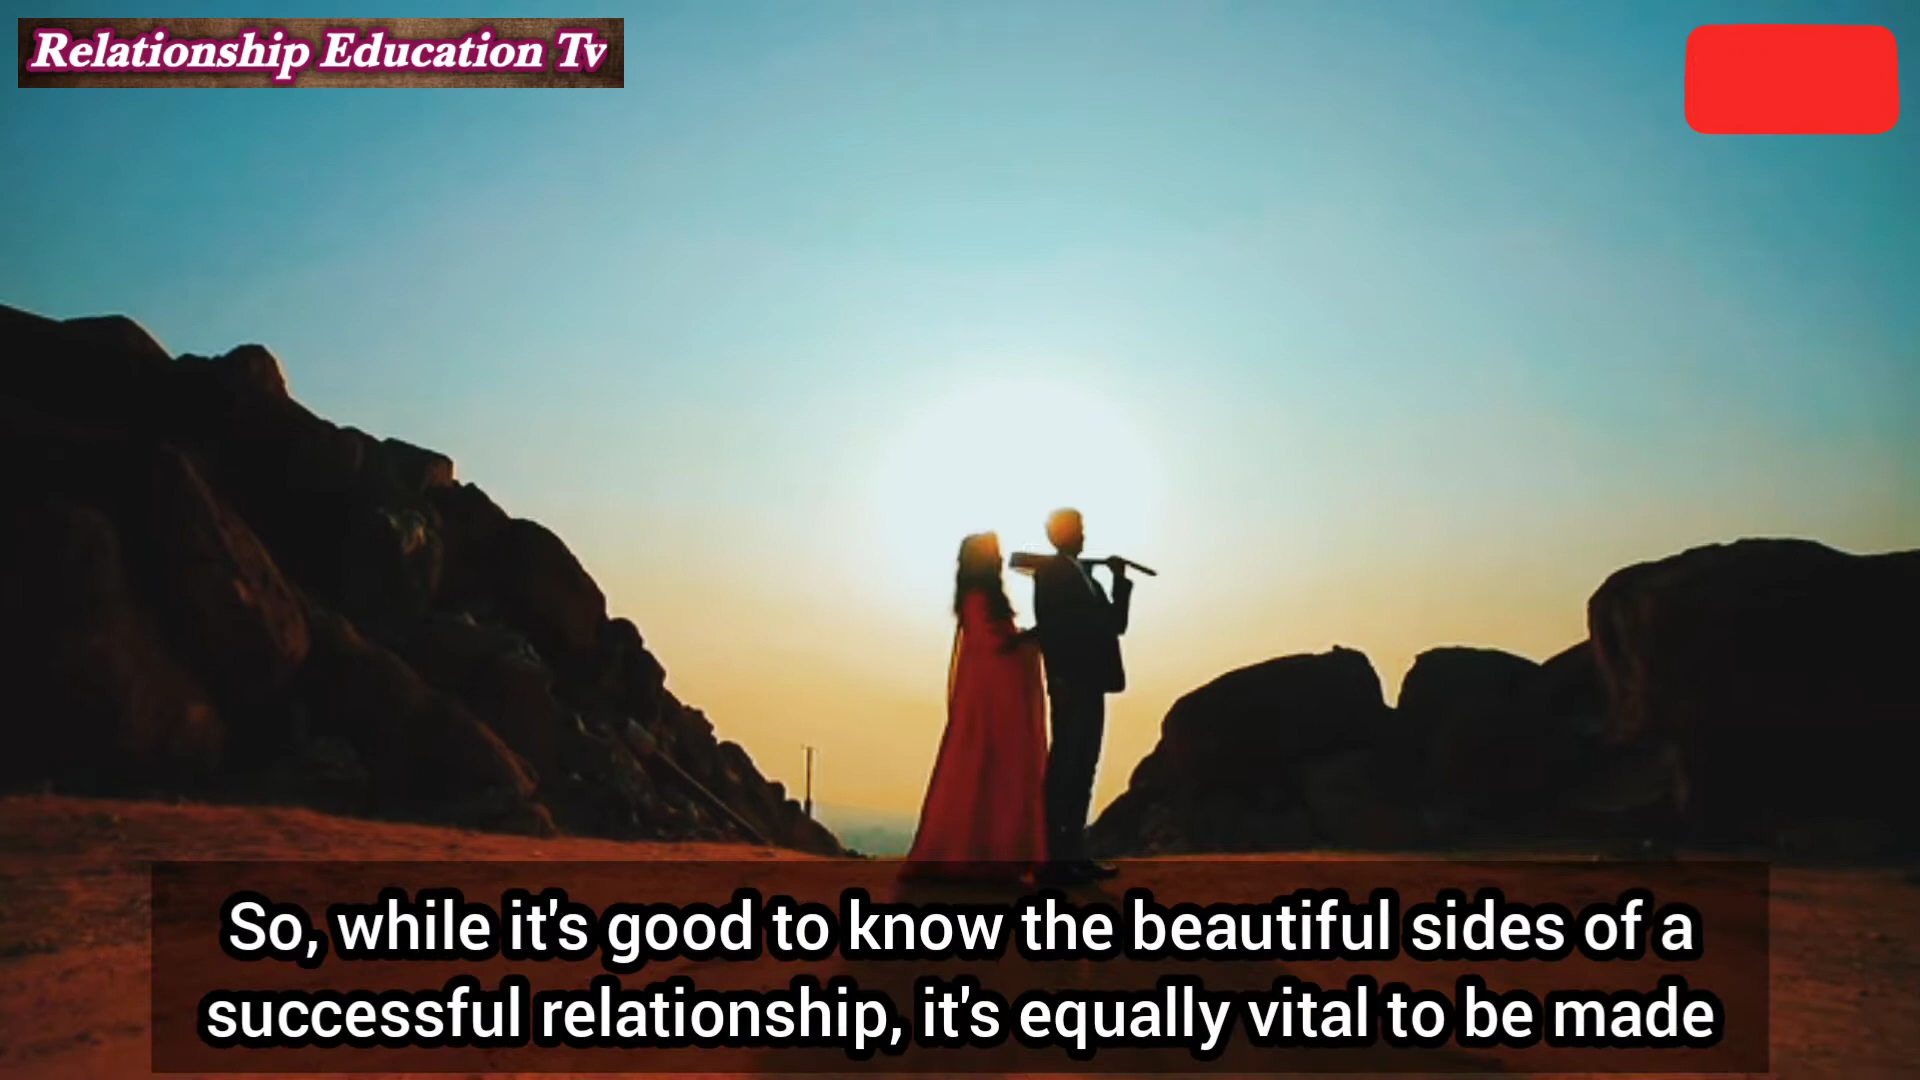 Relationship Education Tv
So, while it's good to know the beautiful sides of a
successful relationship, it's equally vital to be made